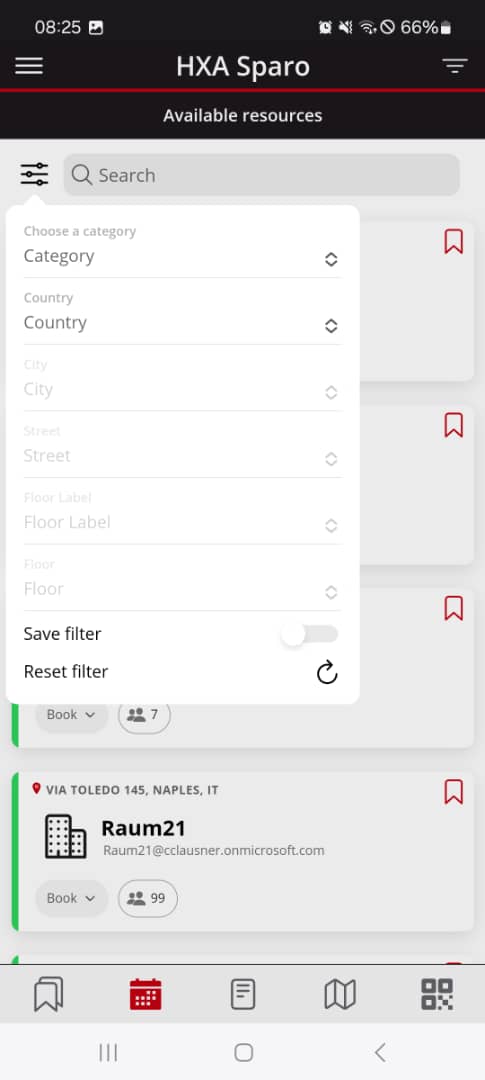 08:25
66%
HXA Sparo
Available resources
Search
Choose a category
Category
Country
Country
City
City
Street
Street
Floor Label
Floor Label
Floor
Floor
Save filter
Reset filter
Book
7
VIA TOLEDO 145, NAPLES, IT
Raum21
Raum21@cclausner.onmicrosoft.com
Book
99